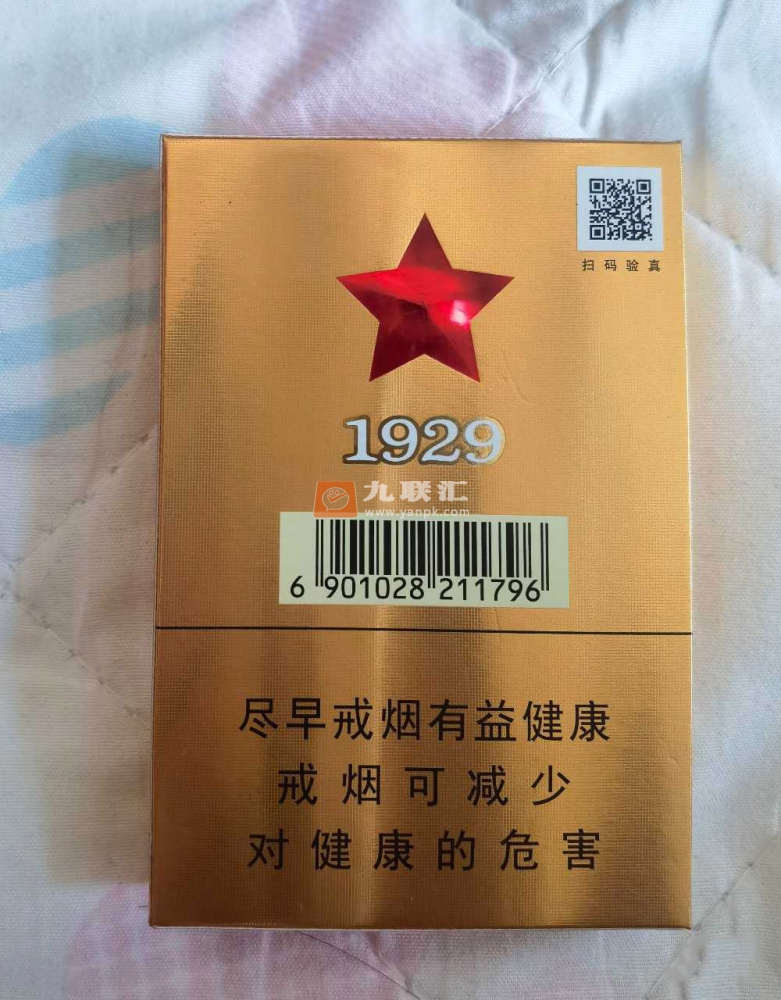 扫码验真
1929
九联汇
www.yanpk.com
6 901028 211796
尽早戒烟有益健康
戒烟可减少
对健康的危害